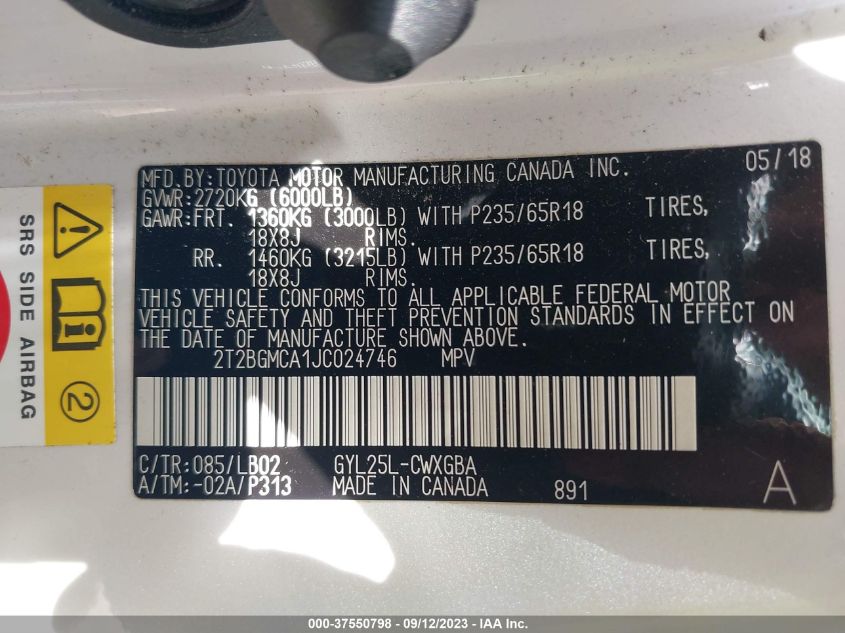 MFD.BY:TOYOTA MOTOR MANUFACTURING CANADA INC. 05/18
GVWR:2720KG (6000LB)
GAWR:FRT. 1360KG (3000LB) WITH P235/65R18 TIRES,
18X8J RIMS.
RR. 1460KG (3215LB) WITH P235/65R18 TIRES,
18X8J RIMS.
THIS VEHICLE CONFORMS TO ALL APPLICABLE FEDERAL MOTOR
VEHICLE SAFETY AND THEFT PREVENTION STANDARDS IN EFFECT ON
THE DATE OF MANUFACTURE SHOWN ABOVE.
2T2BGMCA1JC024746 MPV
C/TR:085/LB02 GYL25L-CWXGBA
A/TM:-02A/P313 MADE IN CANADA 891 A
SRS SIDE AIRBAG
i
2
000-37550798 - 09/12/2023 - IAA Inc.